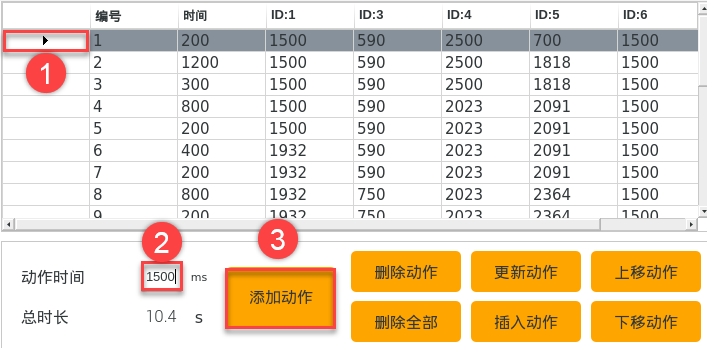 编号 时间 ID:1 ID:3 ID:4 ID:5 ID:6
1 200 1500 590 2500 700 1500
2 1200 1500 590 2500 1818 1500
3 300 1500 590 2500 1818 1500
4 800 1500 590 2023 2091 1500
5 200 1500 590 2023 2091 1500
6 400 1932 590 2023 2091 1500
7 200 1932 590 2023 2091 1500
8 800 1932 750 2023 2364 1500
9 200 1932 750 2023 2364 1500
1
2
3
动作时间 1500 ms
总时长 10.4 s
添加动作
删除动作 更新动作 上移动作
删除全部 插入动作 下移动作